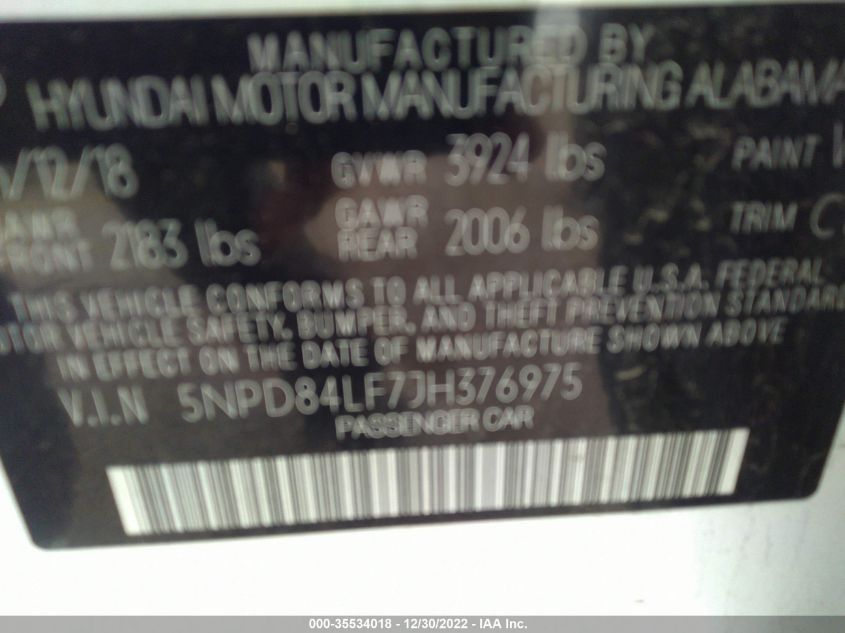 MANUFACTURED BY
HYUNDAI MOTOR MANUFACTURING ALABAMA
/12/18 GVWR 3924 lbs PAINT
FRONT 2183 lbs GAWR REAR 2006 lbs TRIM
THIS VEHICLE CONFORMS TO ALL APPLICABLE U.S.A. FEDERAL
MOTOR VEHICLE SAFETY, BUMPER, AND THEFT PREVENTION STANDARDS
IN EFFECT ON THE DATE OF MANUFACTURE SHOWN ABOVE
V.I.N 5NPD84LF7JH376975
PASSENGER CAR
000-35534018 - 12/30/2022 - IAA Inc.